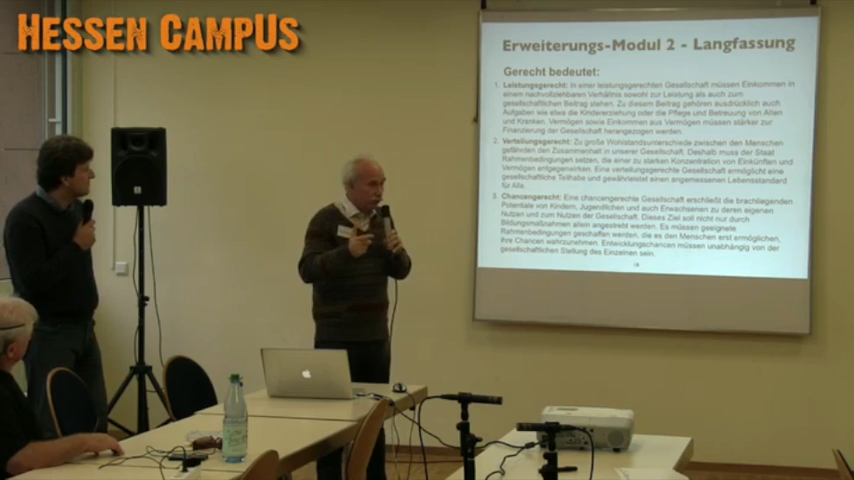 HESSEN CAMPUS
Erweiterungs-Modul 2 - Langfassung
Gerecht bedeutet:
1. Leistungsgerecht: in einer leistungsgerechten Gesellschaft müssen Einkommen in
einem nachvollziehbaren Verhältnis sowohl zur Leistung als auch zum
gesellschaftlichen Beitrag stehen. Zu diesem Beitrag gehören ausdrücklich auch
Aufgaben wie etwa die Kindererziehung oder die Pflege und Betreuung von Alten
und Kranken. Vermögen sowie Einkommen aus Vermögen müssen stärker zur
Finanzierung der Gesellschaft herangezogen werden.
2. Verteilungsgerecht: Zu große Wohlstandsunterschiede zwischen den Menschen
gefährden den Zusammenhalt in unserer Gesellschaft. Deshalb muss der Staat
Rahmenbedingungen setzen, die einer zu starken Konzentration von Einkünften und
Vermögen entgegenwirken. Eine verteilungsgerechte Gesellschaft ermöglicht eine
gesellschaftliche Teilhabe und gewährleistet einen angemessenen Lebensstandard
für Alle.
3. Chancengerecht: Eine chancengerechte Gesellschaft erschließt die brachliegenden
Potentiale von Kindern, Jugendlichen und auch Erwachsenen zu deren eigenen
Nutzen und zum Nutzen der Gesellschaft. Dieses Ziel soll nicht nur durch
Bildungsmaßnahmen allein angestrebt werden. Es müssen geeignete
Rahmenbedingungen geschaffen werden, die es den Menschen erst ermöglichen,
ihre Chancen wahrzunehmen. Entwicklungschancen müssen unabhängig von der
gesellschaftlichen Stellung des Einzelnen sein.